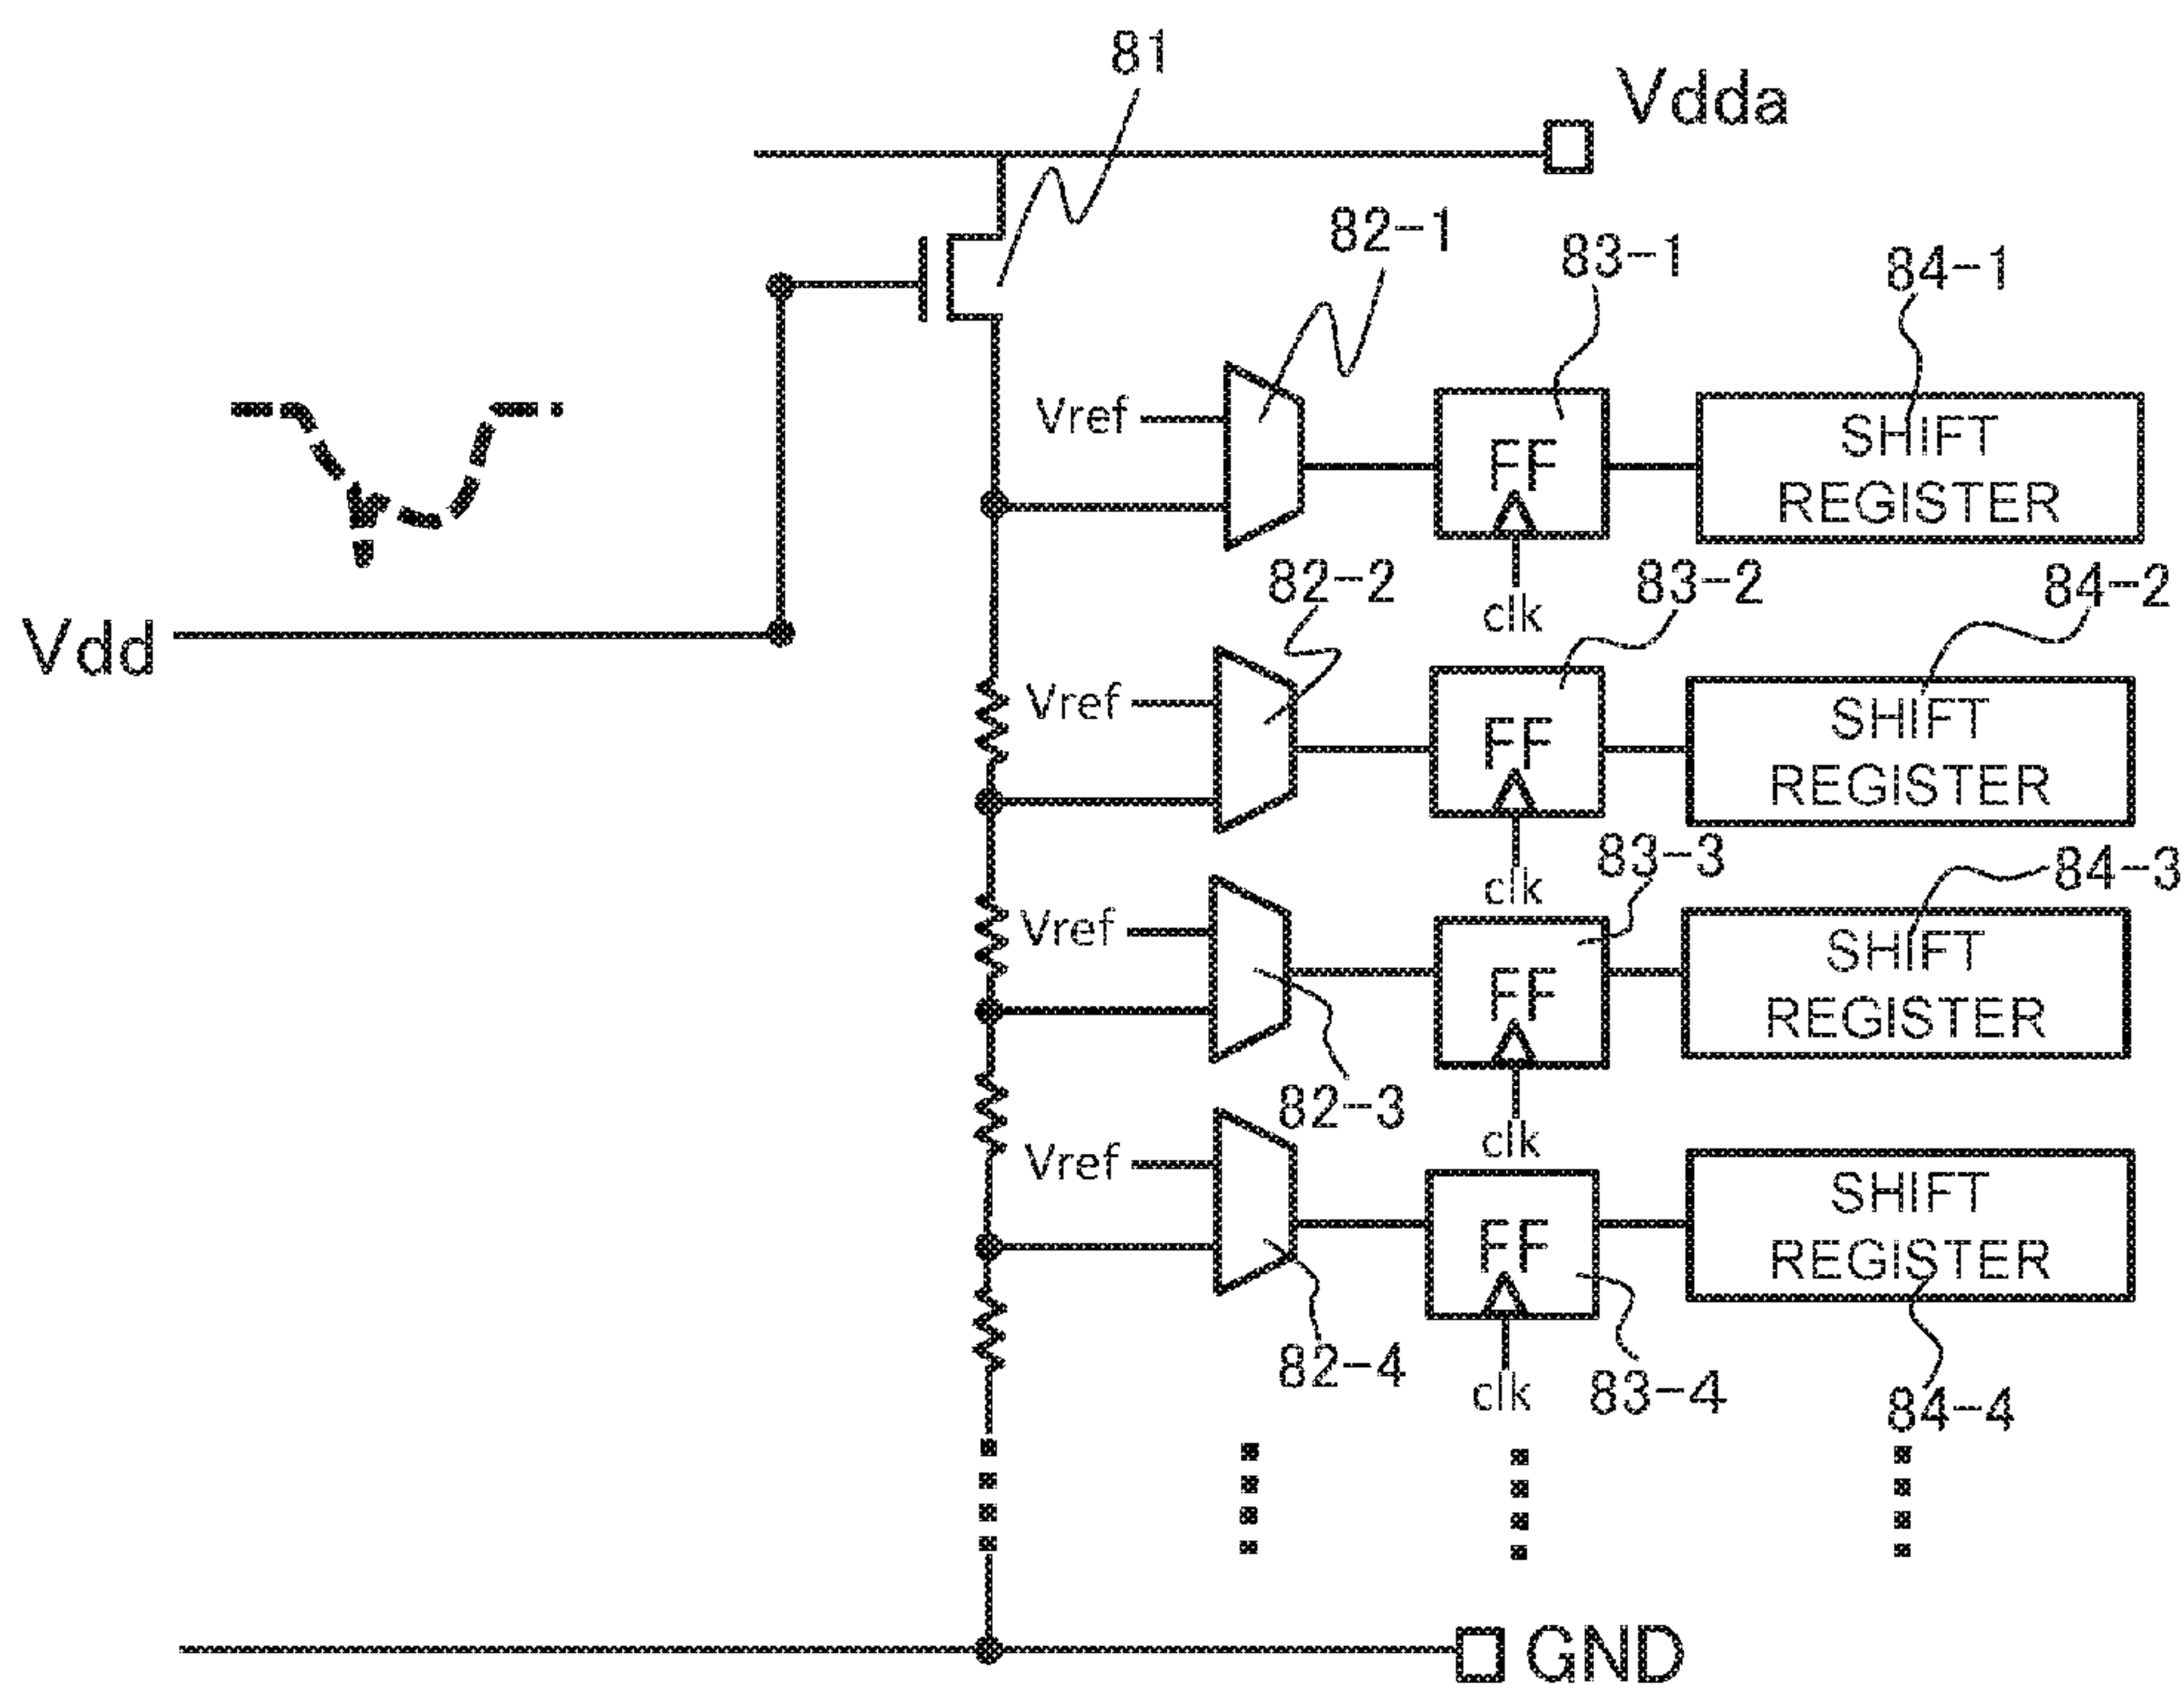 81
Vdda
82-1
83-1
84-1
Vref
FF
SHIFT
REGISTER
clk
Vdd
82-2
83-2
84-2
Vref
FF
SHIFT
REGISTER
clk
83-3
84-3
Vref
FF
SHIFT
REGISTER
82-3
clk
Vref
FF
SHIFT
REGISTER
82-4
clk
83-4
84-4
GND